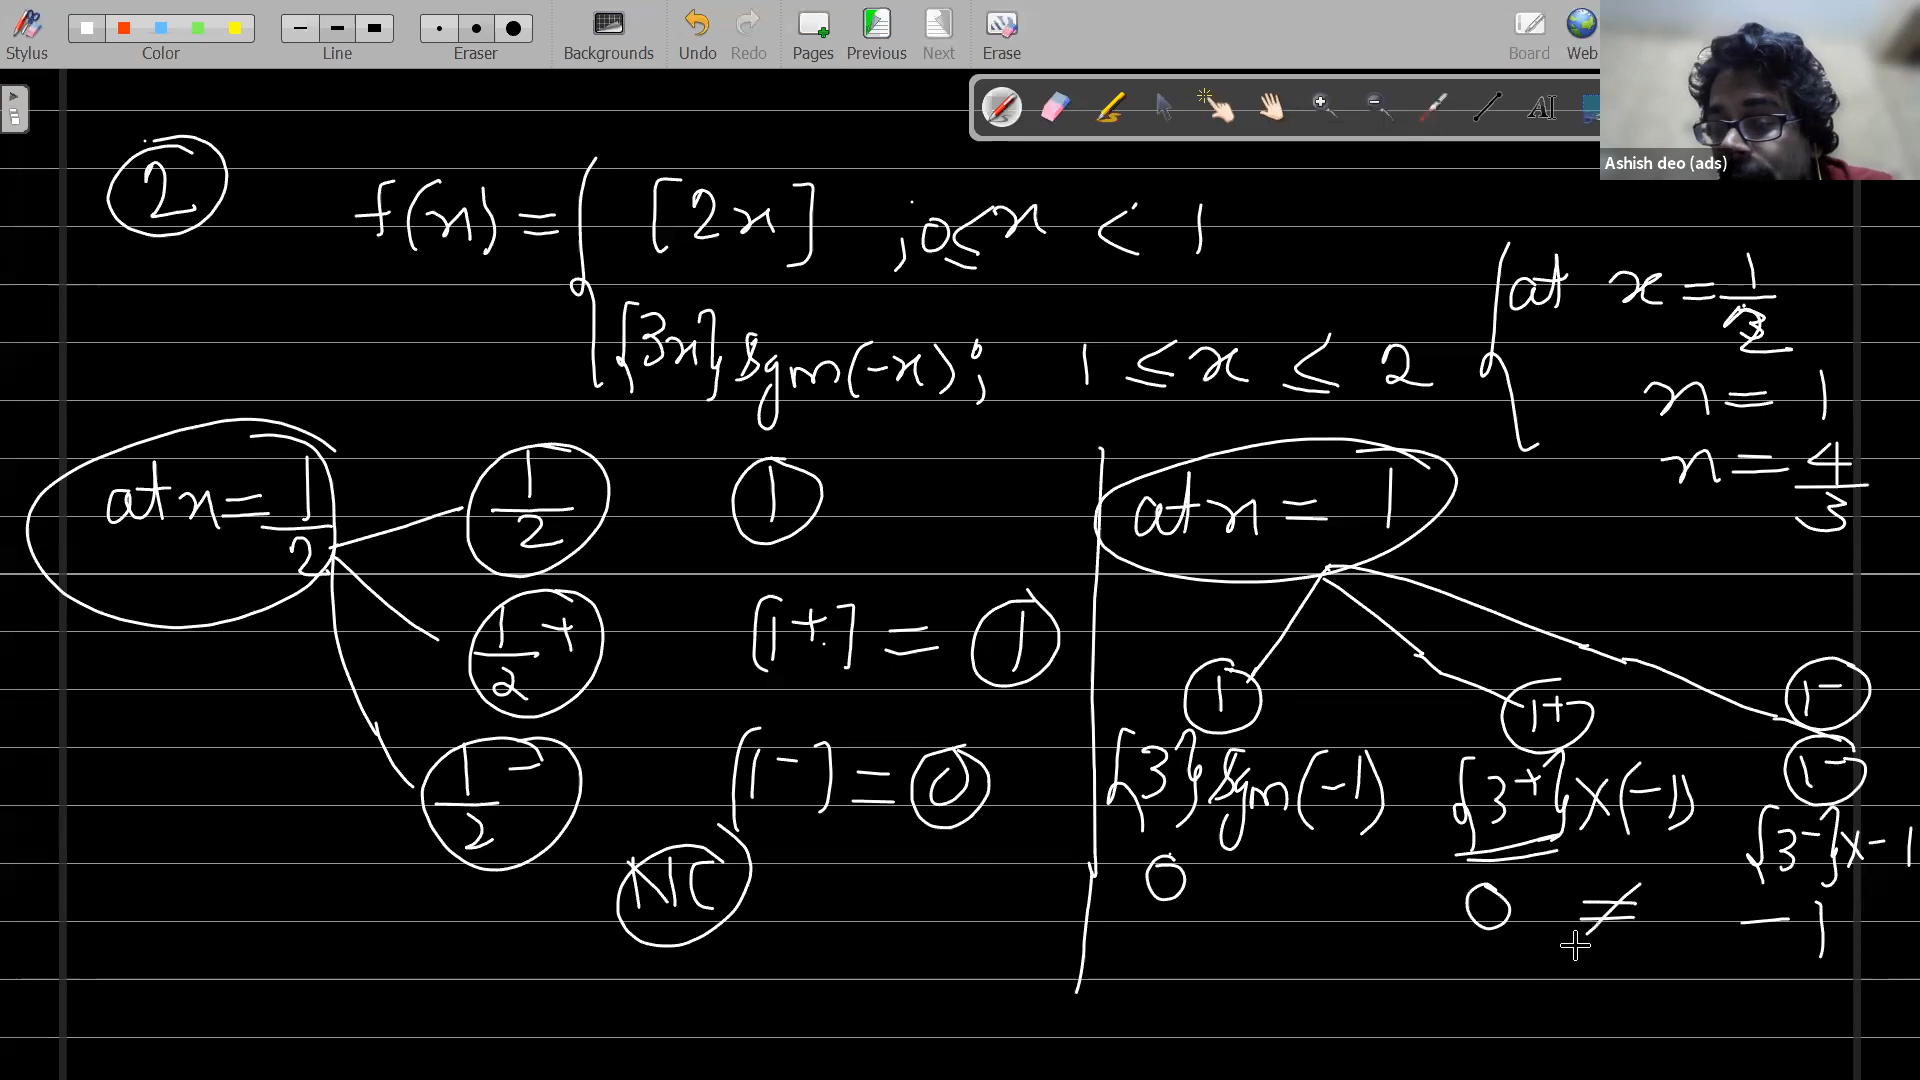 Stylus Color Line Eraser Backgrounds Undo Redo Pages Previous Next Erase Board Web
Ashish deo (ads)
2
f(x) = { [2x] ; 0 ≤ x < 1
{3x} sgn(-x) ; 1 ≤ x ≤ 2
{ at x = 1/2
x = 1
x = 4/3
at x = 1/2
1/2 1
1/2+ [1+] = 1
1/2- [1-] = 0
NC
at x = 1
1 1+ 1-
1-
{3} sgn(-1) {3+} X (-1) {3-} X -1
0 0 ≠ -1